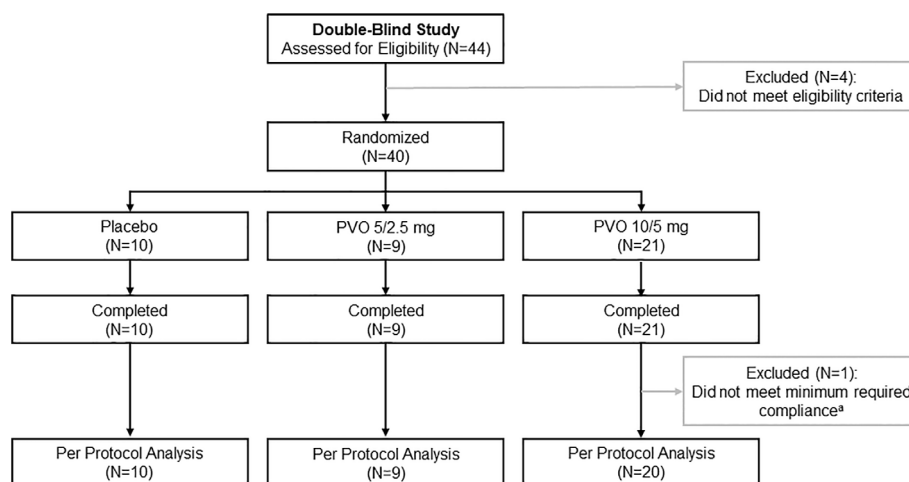 Double-Blind Study
Assessed for Eligibility (N=44)
Excluded (N=4):
Did not meet eligibility criteria
Randomized
(N=40)
Placebo
(N=10)
PVO 5/2.5 mg
(N=9)
PVO 10/5 mg
(N=21)
Completed
(N=10)
Completed
(N=9)
Completed
(N=21)
Excluded (N=1):
Did not meet minimum required
complianceᵃ
Per Protocol Analysis
(N=10)
Per Protocol Analysis
(N=9)
Per Protocol Analysis
(N=20)